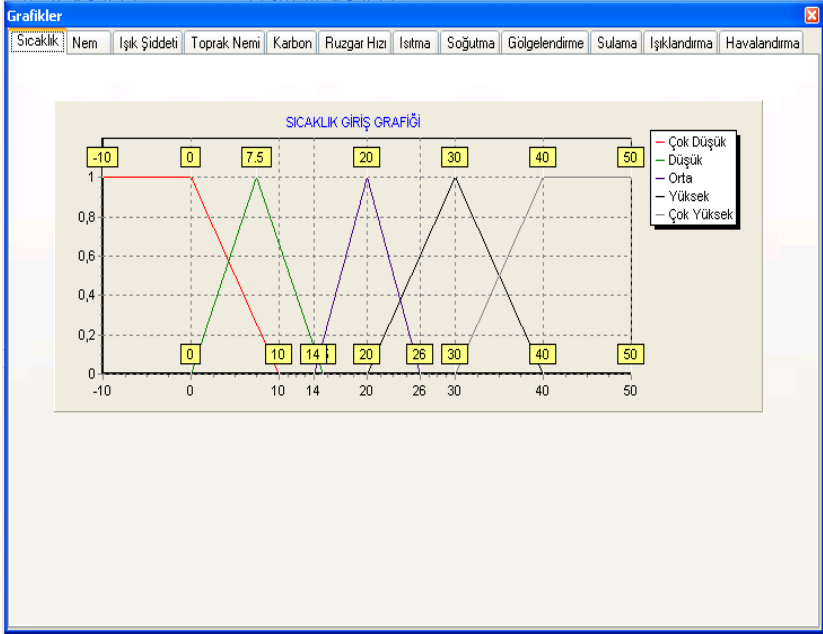 Grafikler
Sıcaklık Nem Işık Şiddeti Toprak Nemi Karbon Ruzgar Hızı Isıtma Soğutma Gölgelendirme Sulama Işıklandırma Havalandırma
SICAKLIK GİRİŞ GRAFİĞİ
-10 0 7.5 20 30 40 50
Çok Düşük
Düşük
Orta
Yüksek
Çok Yüksek
1
0,8
0,6
0,4
0,2
0
0 10 14 20 26 30 40 50
-10 0 10 14 20 26 30 40 50